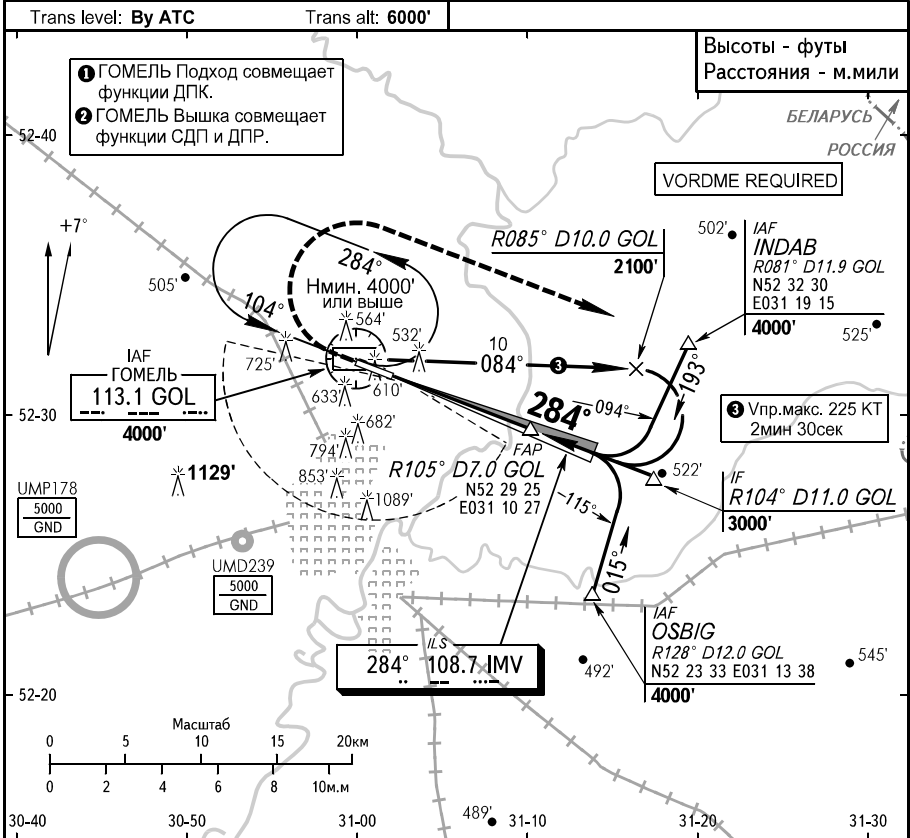 Trans level: By ATC
Trans alt: 6000'
Высоты - футы
Расстояния - м.мили
❶ ГОМЕЛЬ Подход совмещает
функции ДПК.
❷ ГОМЕЛЬ Вышка совмещает
функции СДП и ДПР.
БЕЛАРУСЬ
РОССИЯ
52-40
VORDME REQUIRED
+7°
505'
284°
Hмин. 4000'
или выше
104°
R085° D10.0 GOL
2100'
502'
IAF
INDAB
R081° D11.9 GOL
N52 32 30
E031 19 15
4000'
525'
564'
532'
725'
10
084°
❸
193°
IAF
ГОМЕЛЬ
113.1 GOL
4000'
633'
610'
284°
094°
❸ Vпр.макс. 225 КТ
2мин 30сек
52-30
682'
794'
853'
1089'
1129'
FAP
R105° D7.0 GOL
N52 29 25
E031 10 27
522'
IF
R104° D11.0 GOL
3000'
115°
015°
UMP178
5000
GND
UMD239
5000
GND
ILS
284° 108.7 IMV
IAF
OSBIG
R128° D12.0 GOL
N52 23 33 E031 13 38
4000'
492'
545'
52-20
Масштаб
0 5 10 15 20км
0 2 4 6 8 10м.м
489'
30-40 30-50 31-00 31-10 31-20 31-30